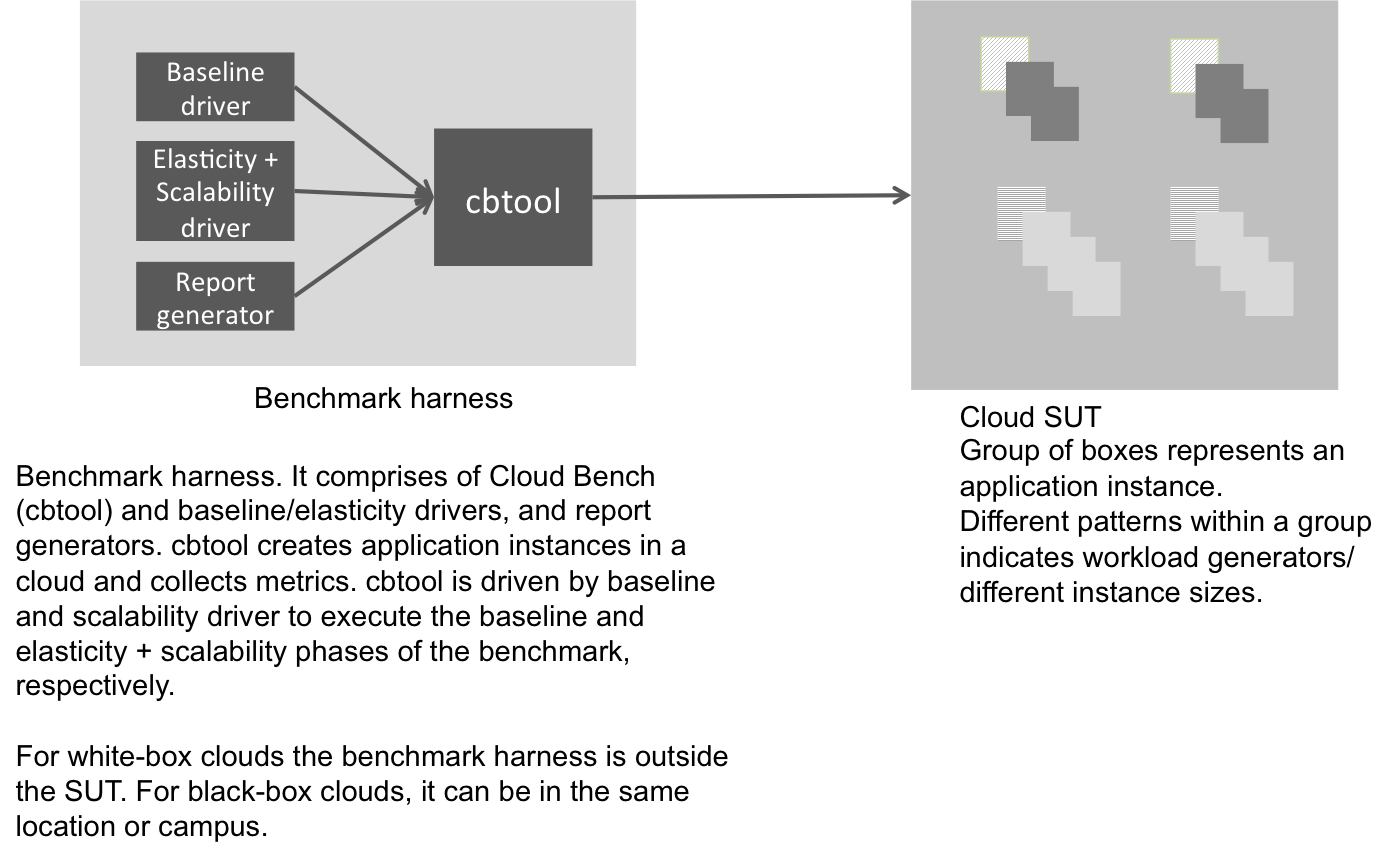 Baseline
driver
Elasticity +
Scalability
driver
Report
generator
cbtool
Benchmark harness
Benchmark harness. It comprises of Cloud Bench
(cbtool) and baseline/elasticity drivers, and report
generators. cbtool creates application instances in a
cloud and collects metrics. cbtool is driven by baseline
and scalability driver to execute the baseline and
elasticity + scalability phases of the benchmark,
respectively.
For white-box clouds the benchmark harness is outside
the SUT. For black-box clouds, it can be in the same
location or campus.
Cloud SUT
Group of boxes represents an
application instance.
Different patterns within a group
indicates workload generators/
different instance sizes.